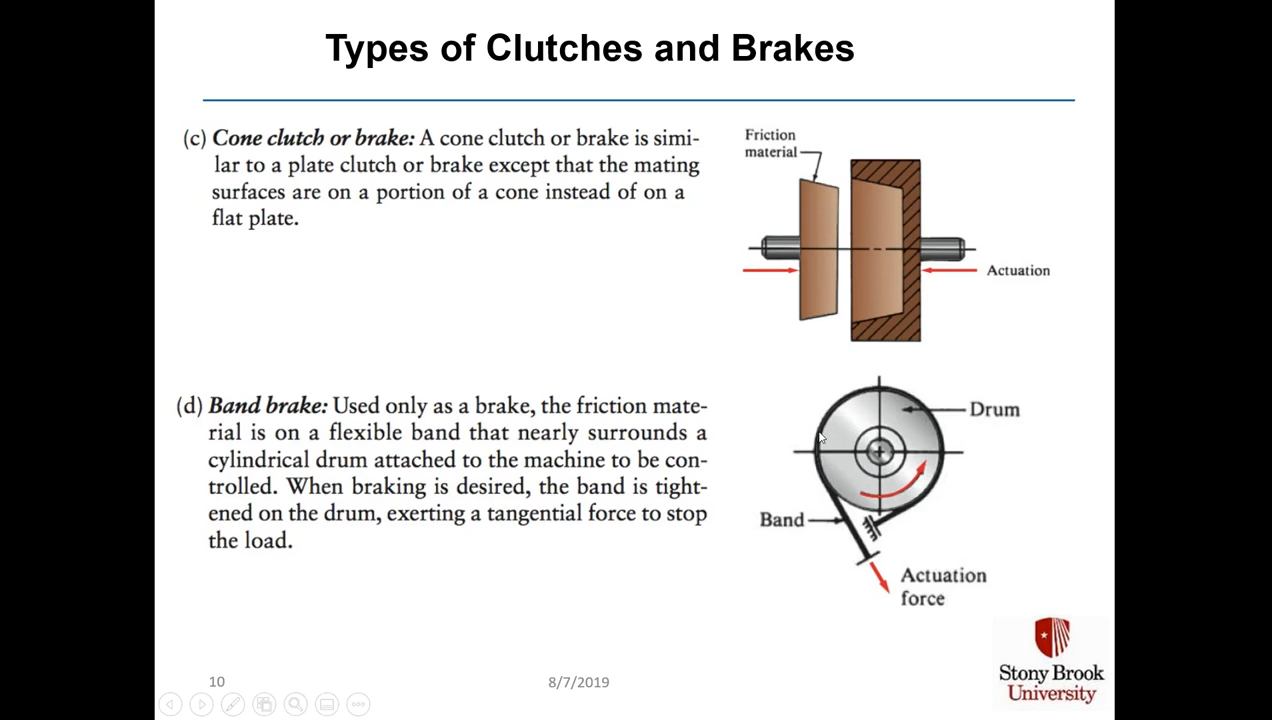 Types of Clutches and Brakes
(c) Cone clutch or brake: A cone clutch or brake is simi-
lar to a plate clutch or brake except that the mating
surfaces are on a portion of a cone instead of on a
flat plate.
Friction
material
Actuation
(d) Band brake: Used only as a brake, the friction mate-
rial is on a flexible band that nearly surrounds a
cylindrical drum attached to the machine to be con-
trolled. When braking is desired, the band is tight-
ened on the drum, exerting a tangential force to stop
the load.
Drum
Band
Actuation
force
10
8/7/2019
Stony Brook
University